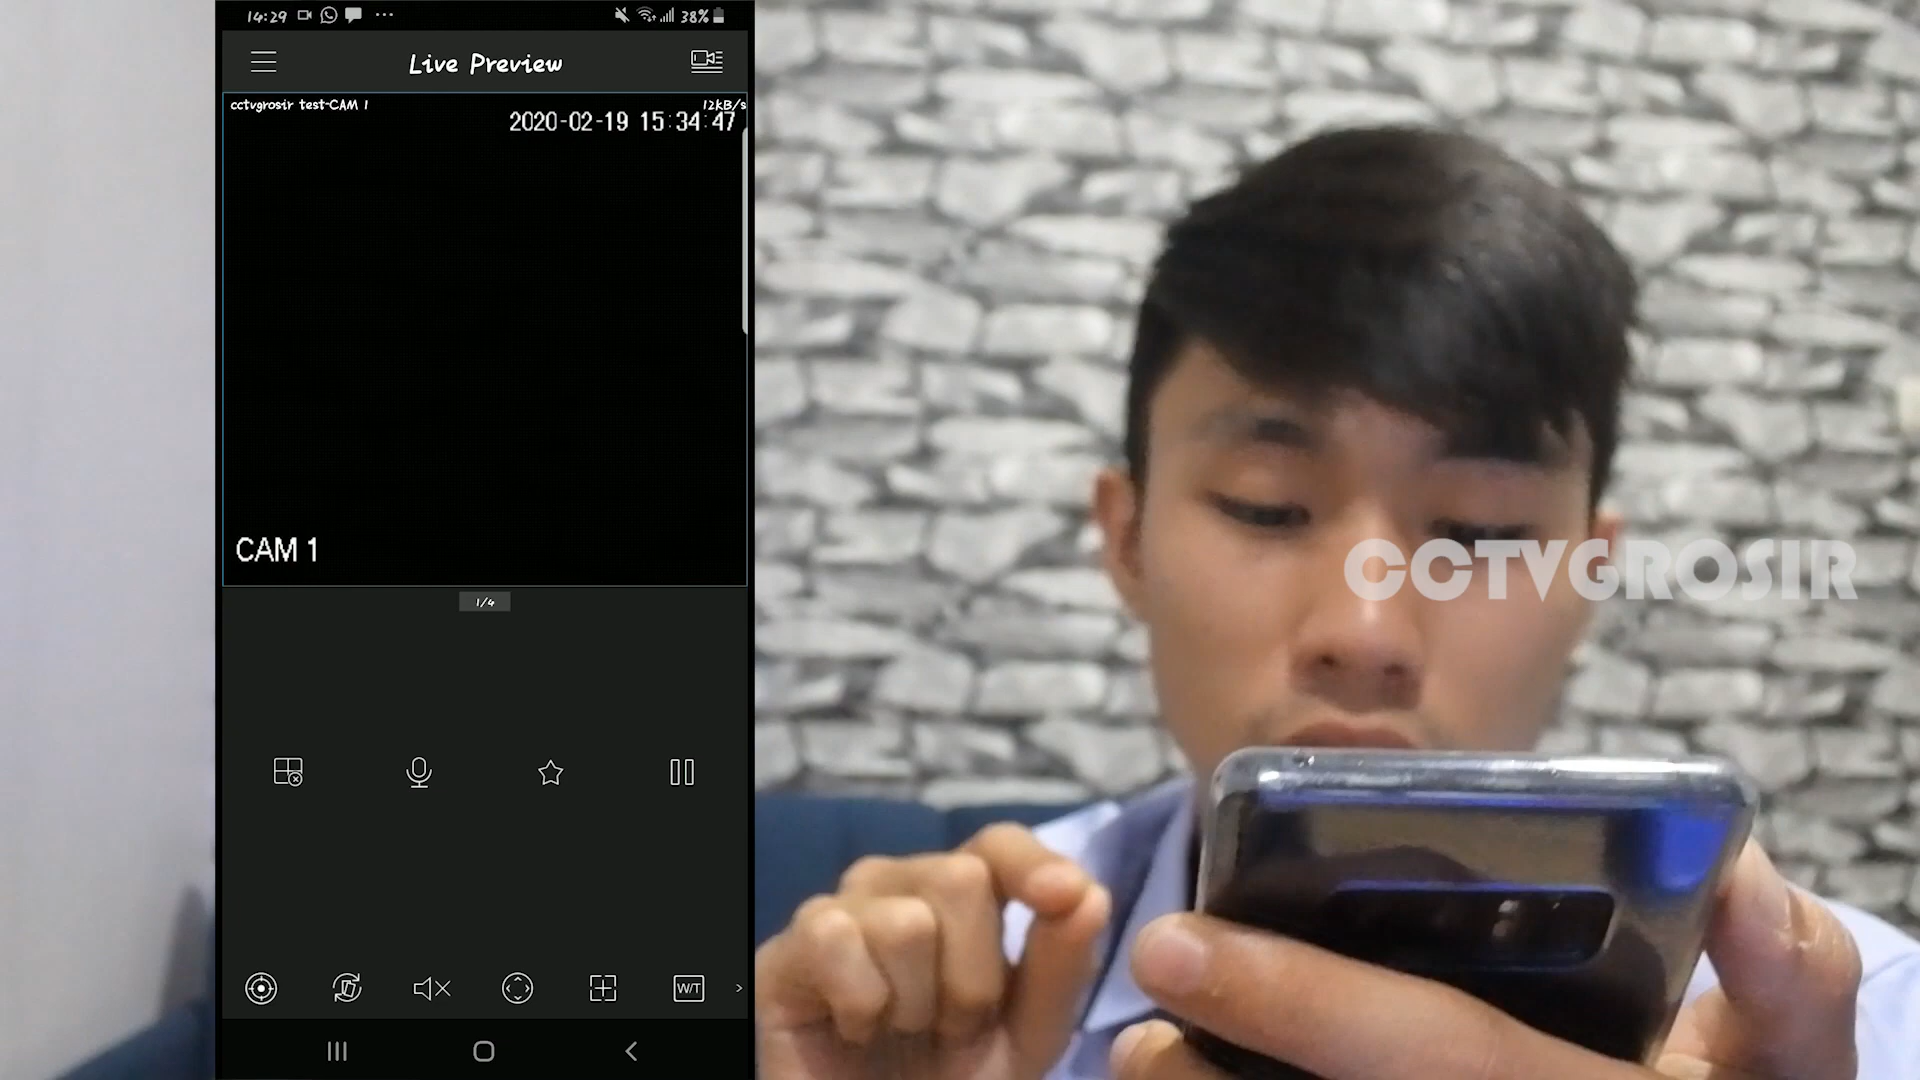 14:29
38%
Live Preview
cctvgrosir test-CAM 1
12kB/s
2020-02-19 15:34:47
CAM 1
1/4
W/T
CCTVGROSIR